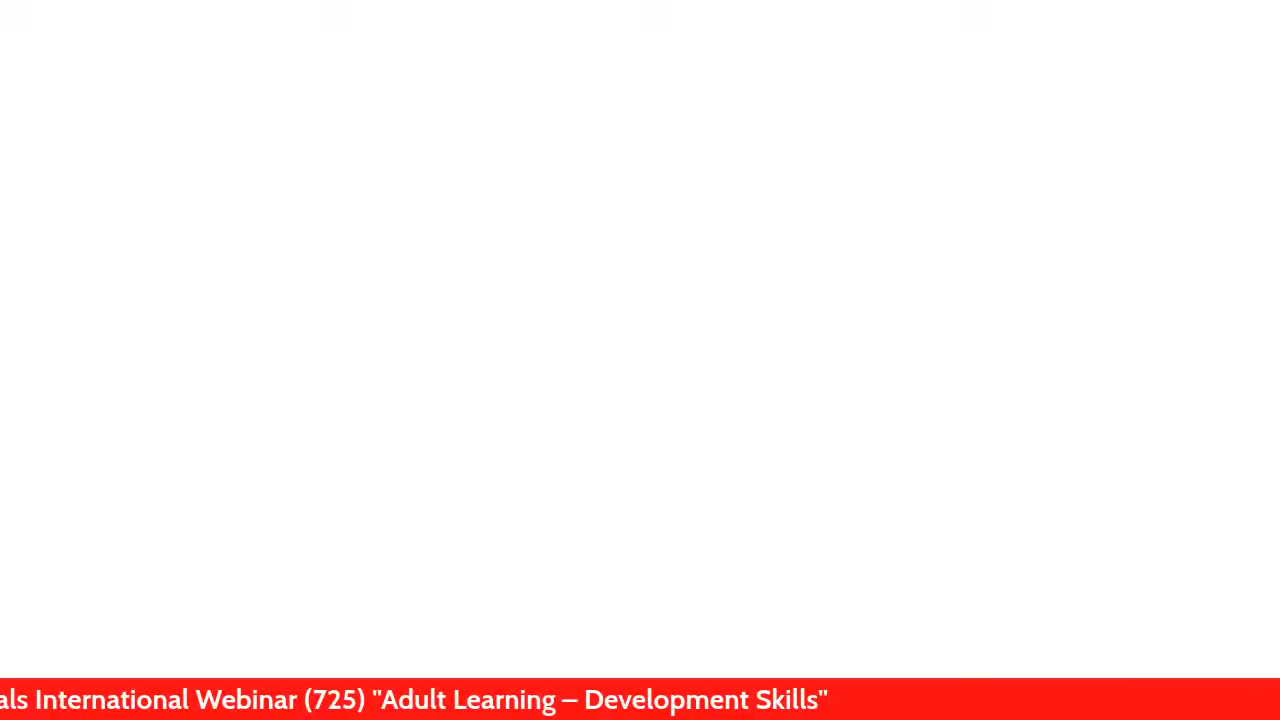 als International Webinar (725) "Adult Learning – Development Skills"